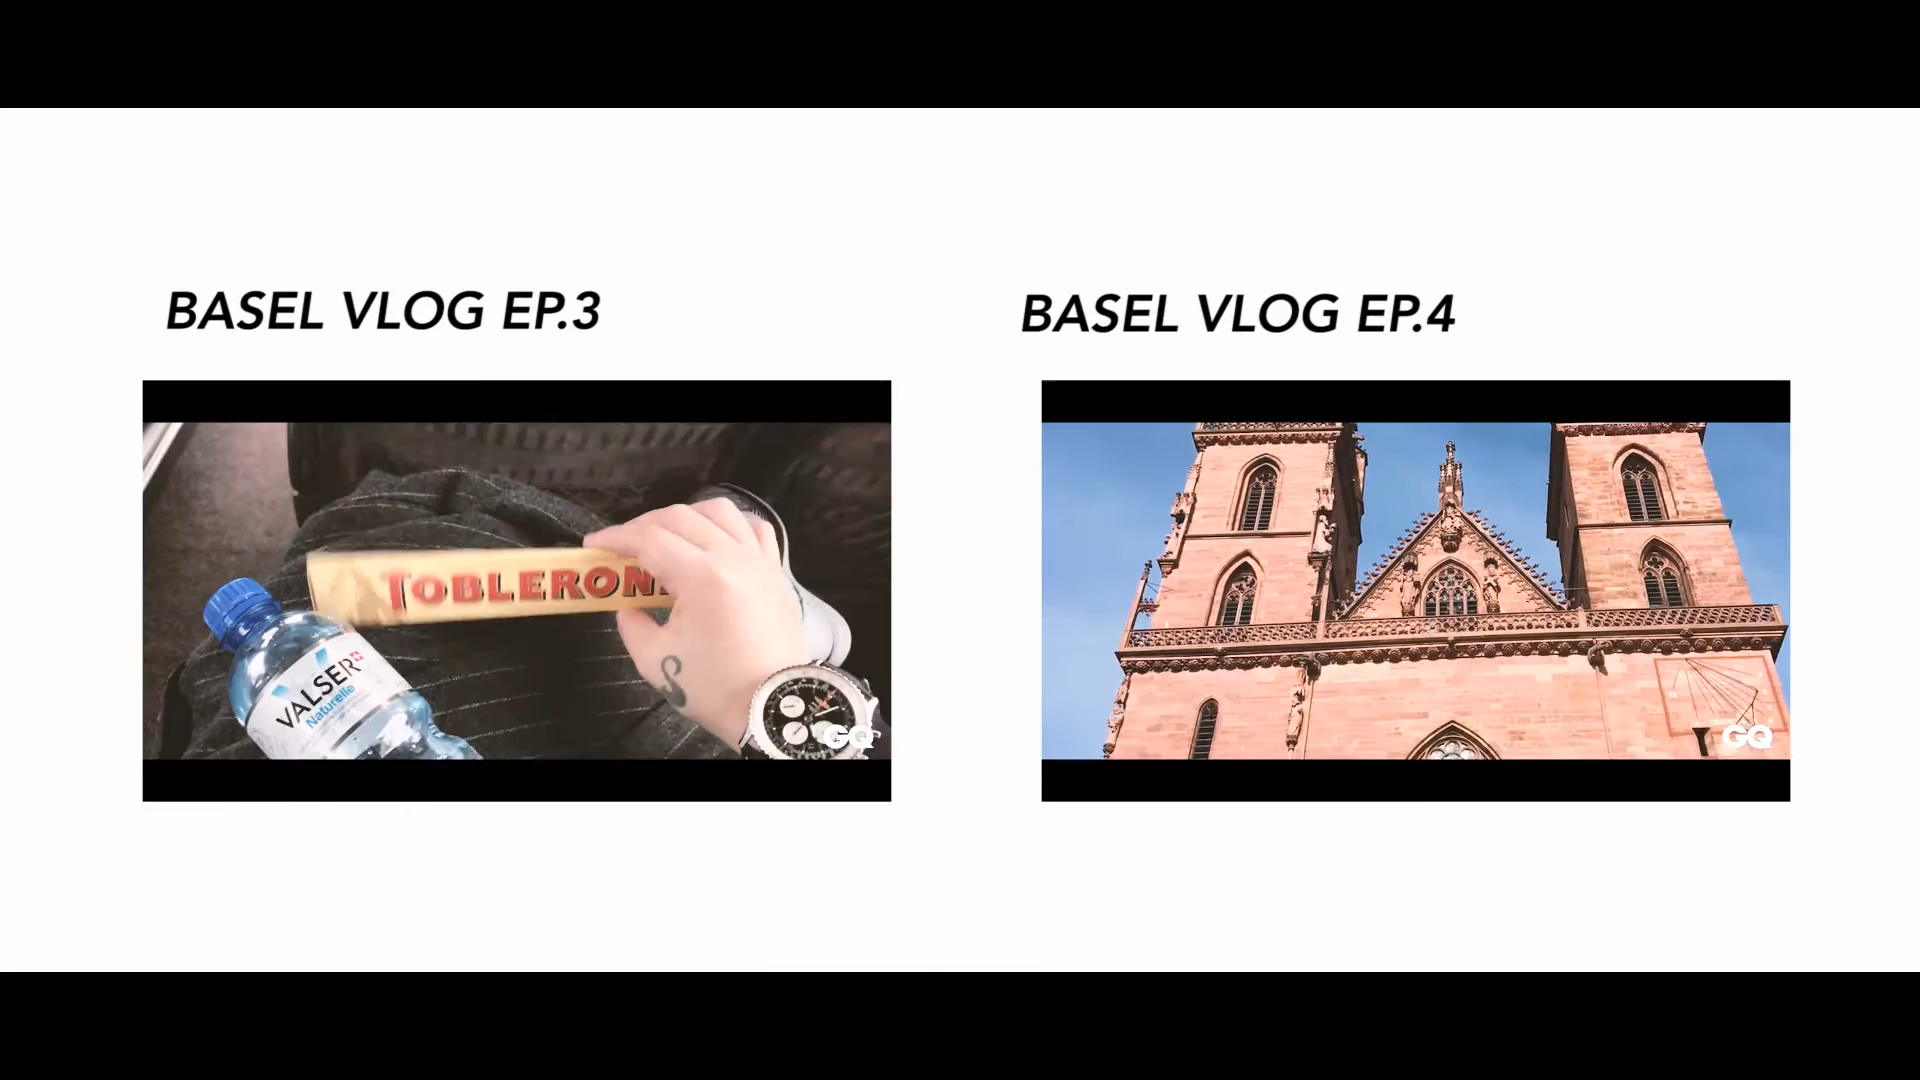 BASEL VLOG EP.3
BASEL VLOG EP.4
TOBLERON
VALSER
Naturelle
GQ
GQ